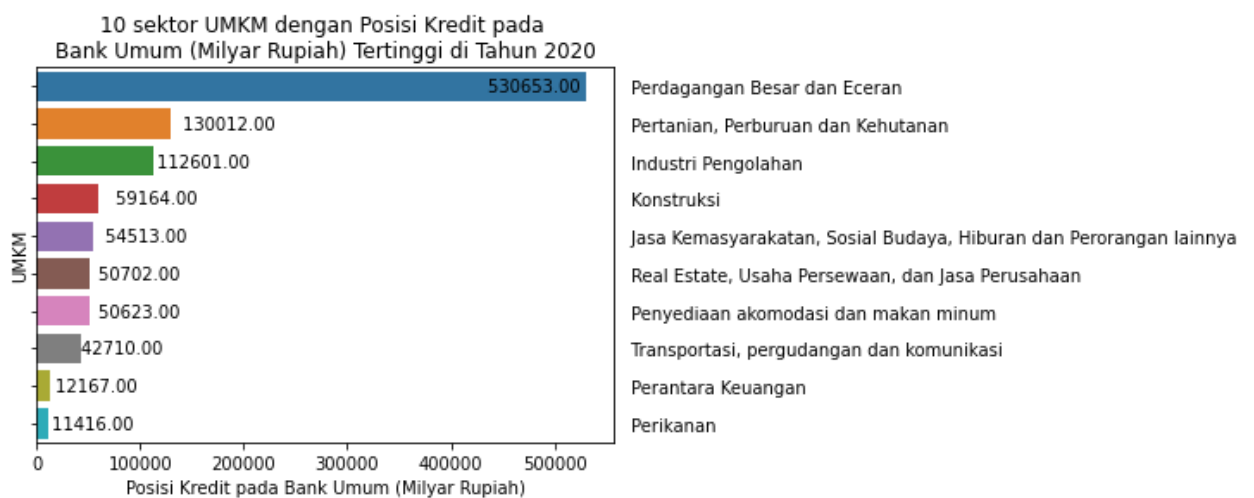 10 sektor UMKM dengan Posisi Kredit pada
Bank Umum (Milyar Rupiah) Tertinggi di Tahun 2020
530653.00 Perdagangan Besar dan Eceran
130012.00 Pertanian, Perburuan dan Kehutanan
112601.00 Industri Pengolahan
59164.00 Konstruksi
54513.00 Jasa Kemasyarakatan, Sosial Budaya, Hiburan dan Perorangan lainnya
50702.00 Real Estate, Usaha Persewaan, dan Jasa Perusahaan
50623.00 Penyediaan akomodasi dan makan minum
42710.00 Transportasi, pergudangan dan komunikasi
12167.00 Perantara Keuangan
11416.00 Perikanan
UMKM
0 100000 200000 300000 400000 500000
Posisi Kredit pada Bank Umum (Milyar Rupiah)